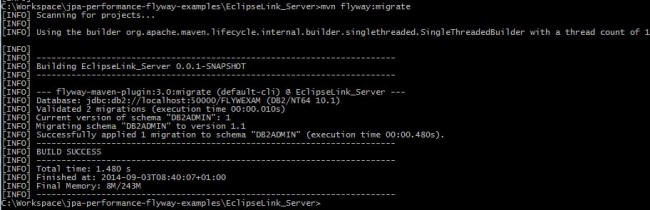 C:\Workspace\jpa-performance-flyway-examples\EclipseLink_Server>mvn flyway:migrate
[INFO] Scanning for projects...
[INFO]
[INFO] Using the builder org.apache.maven.lifecycle.internal.builder.singlethreaded.SingleThreadedBuilder with a thread count of 1
[INFO]
[INFO] ------------------------------------------------------------------------
[INFO] Building EclipseLink_Server 0.0.1-SNAPSHOT
[INFO] ------------------------------------------------------------------------
[INFO]
[INFO] --- flyway-maven-plugin:3.0:migrate (default-cli) @ EclipseLink_Server ---
[INFO] Database: jdbc:db2://localhost:50000/FLYWEXAM (DB2/NT64 10.1)
[INFO] Validated 2 migrations (execution time 00:00.010s)
[INFO] Current version of schema "DB2ADMIN": 1
[INFO] Migrating schema "DB2ADMIN" to version 1.1
[INFO] Successfully applied 1 migration to schema "DB2ADMIN" (execution time 00:00.480s).
[INFO] ------------------------------------------------------------------------
[INFO] BUILD SUCCESS
[INFO] ------------------------------------------------------------------------
[INFO] Total time: 1.480 s
[INFO] Finished at: 2014-09-03T08:40:07+01:00
[INFO] Final Memory: 8M/243M
[INFO] ------------------------------------------------------------------------
C:\Workspace\jpa-performance-flyway-examples\EclipseLink_Server>